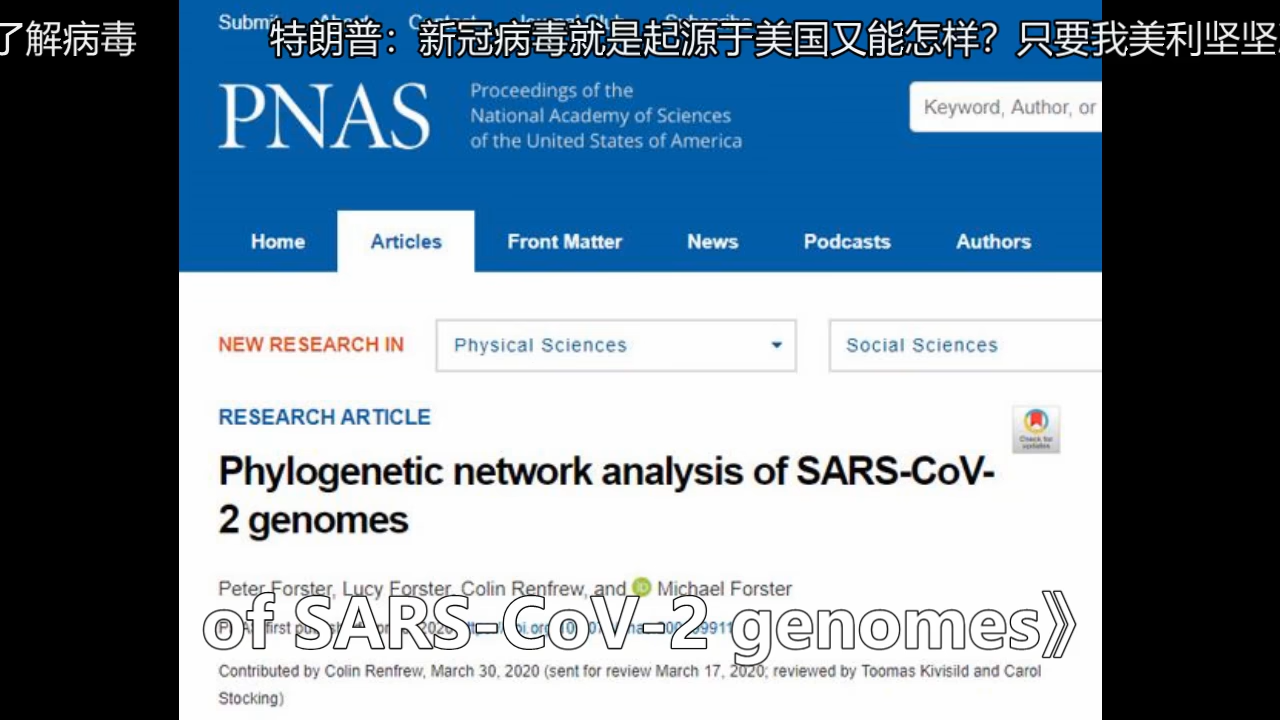 了解病毒
特朗普：新冠病毒就是起源于美国又能怎样？只要我美利坚坚
PNAS
Proceedings of the
National Academy of Sciences
of the United States of America
Keyword, Author, or
Home Articles Front Matter News Podcasts Authors
NEW RESEARCH IN Physical Sciences Social Sciences
RESEARCH ARTICLE
Check for
updates
Phylogenetic network analysis of SARS-CoV-
2 genomes
Peter Forster, Lucy Forster, Colin Renfrew, and Michael Forster
of SARS-CoV-2 genomes》
Contributed by Colin Renfrew, March 30, 2020 (sent for review March 17, 2020; reviewed by Toomas Kivisild and Carol
Stocking)